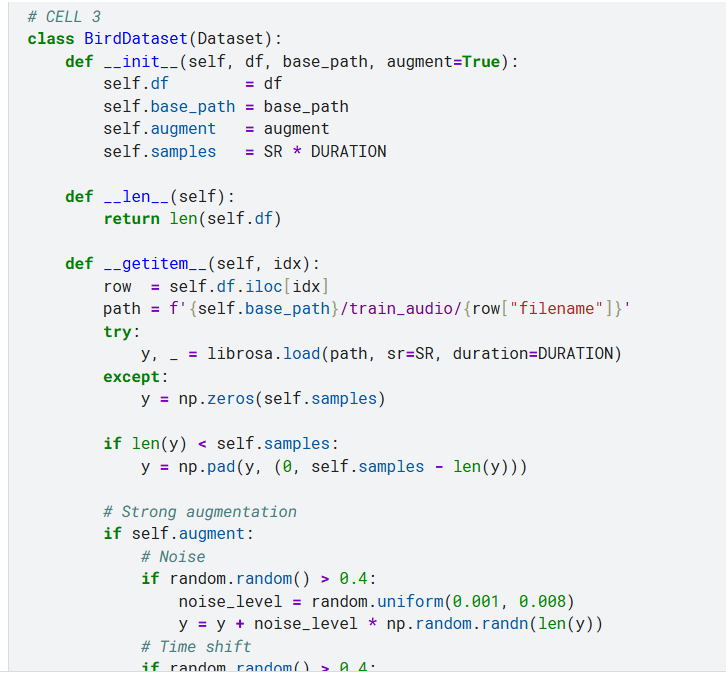 # CELL 3
class BirdDataset(Dataset):
    def __init__(self, df, base_path, augment=True):
        self.df        = df
        self.base_path = base_path
        self.augment   = augment
        self.samples   = SR * DURATION

    def __len__(self):
        return len(self.df)

    def __getitem__(self, idx):
        row  = self.df.iloc[idx]
        path = f'{self.base_path}/train_audio/{row["filename"]}'
        try:
            y, _ = librosa.load(path, sr=SR, duration=DURATION)
        except:
            y = np.zeros(self.samples)

        if len(y) < self.samples:
            y = np.pad(y, (0, self.samples - len(y)))

        # Strong augmentation
        if self.augment:
            # Noise
            if random.random() > 0.4:
                noise_level = random.uniform(0.001, 0.008)
                y = y + noise_level * np.random.randn(len(y))
            # Time shift
            if random.random() > 0.4: